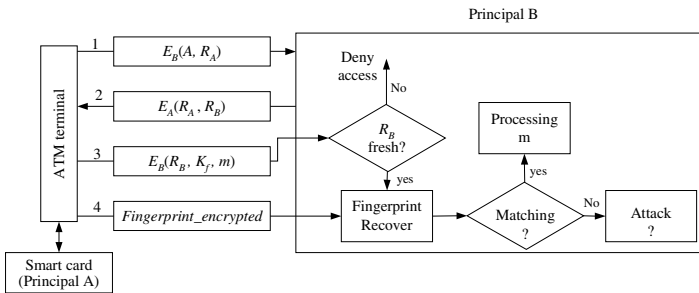 Principal B
1
E_B(A, R_A)
Deny
access
No
2
E_A(R_A, R_B)
ATM terminal
R_B
fresh?
Processing
m
3
E_B(R_B, K_f, m)
yes
yes
4
Fingerprint_encrypted
Fingerprint
Recover
Matching
?
No
Attack
?
Smart card
(Principal A)